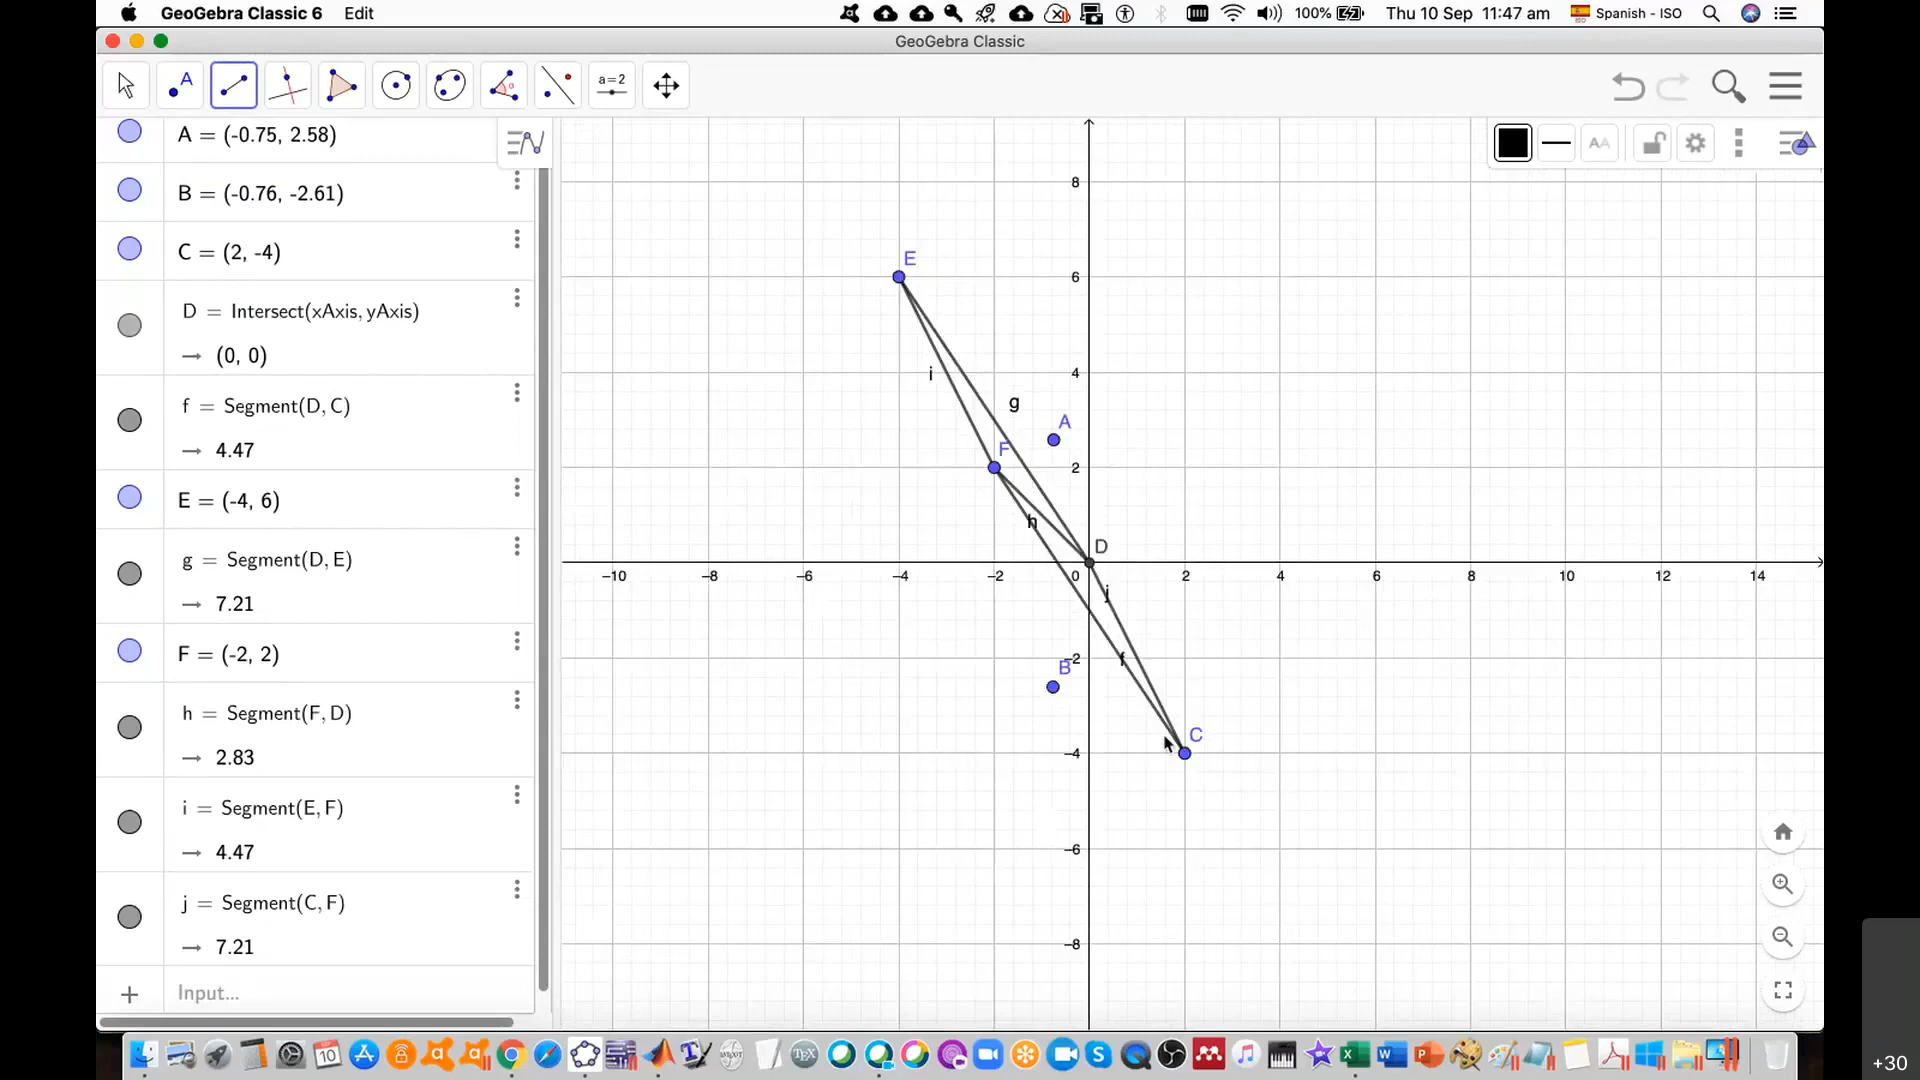 GeoGebra Classic 6 Edit 100% Thu 10 Sep 11:47 am Spanish - ISO
GeoGebra Classic
A a=2
A = (-0.75, 2.58)
B = (-0.76, -2.61)
C = (2, -4)
D = Intersect(xAxis, yAxis)
→ (0, 0)
f = Segment(D, C)
→ 4.47
E = (-4, 6)
g = Segment(D, E)
→ 7.21
F = (-2, 2)
h = Segment(F, D)
→ 2.83
i = Segment(E, F)
→ 4.47
j = Segment(C, F)
→ 7.21
+ Input...
AA
8
E
6
i
4
g
A
F
2
h
D
–10 –8 –6 –4 –2 0 2 4 6 8 10 12 14
j
f
B
–2
C
–4
–6
–8
10
+30